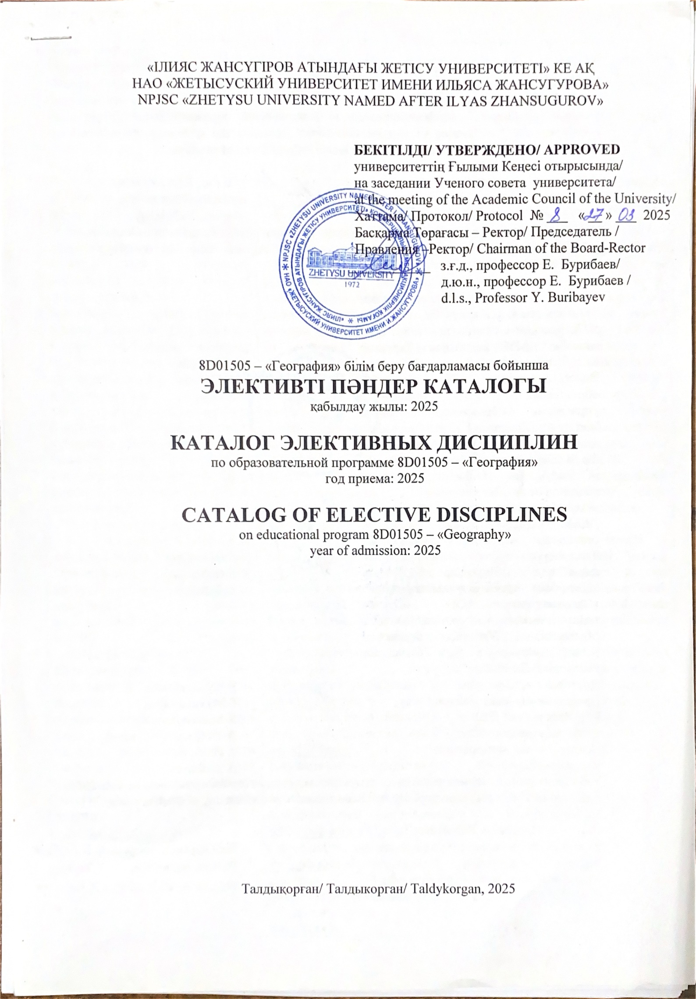 «ІЛИЯС ЖАНСҮГІРОВ АТЫНДАҒЫ ЖЕТІСУ УНИВЕРСИТЕТІ» КЕ АҚ
НАО «ЖЕТЫСУСКИЙ УНИВЕРСИТЕТ ИМЕНИ ИЛЬЯСА ЖАНСУГУРОВА»
NPJSC «ZHETYSU UNIVERSITY NAMED AFTER ILYAS ZHANSUGUROV»
БЕКІТІЛДІ/ УТВЕРЖДЕНО/ APPROVED
университеттің Ғылыми Кеңесі отырысында/
на заседании Ученого совета университета/
at the meeting of the Academic Council of the University/
Хаттама/ Протокол/ Protocol № 8 «27» 03 2025
Басқарма Төрағасы – Ректор/ Председатель /
Правления –Ректор/ Chairman of the Board-Rector
з.ғ.д., профессор Е. Бурибаев/
д.ю.н., профессор Е. Бурибаев /
d.l.s., Professor Y. Buribayev
NPJSC «ZHETYSU UNIVERSITY NAMED AFTER I. ZHANSUGUROV»
НАО «ЖЕТЫСУСКИЙ УНИВЕРСИТЕТ ИМЕНИ И.ЖАНСУГУРОВА»
«ІЛИЯС ЖАНСҮГІРОВ АТЫНДАҒЫ ЖЕТІСУ УНИВЕРСИТЕТІ» КОММЕРЦИЯЛЫҚ ЕМЕС АКЦИОНЕРЛІК ҚОҒАМЫ
ZHETYSU UNIVERSITY
1972
8D01505 – «География» білім беру бағдарламасы бойынша
ЭЛЕКТИВТІ ПӘНДЕР КАТАЛОГЫ
қабылдау жылы: 2025
КАТАЛОГ ЭЛЕКТИВНЫХ ДИСЦИПЛИН
по образовательной программе 8D01505 – «География»
год приема: 2025
CATALOG OF ELECTIVE DISCIPLINES
on educational program 8D01505 – «Geography»
year of admission: 2025
Талдықорған/ Талдыкорган/ Taldykorgan, 2025